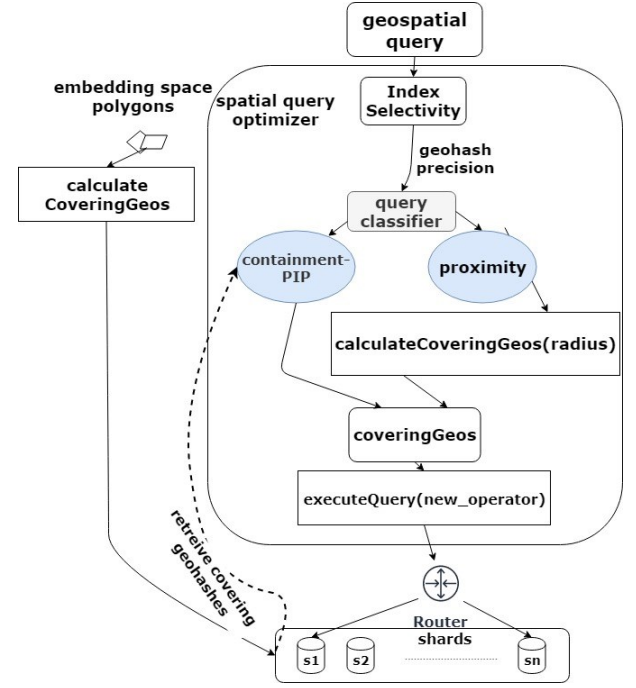 geospatial
query
embedding space
polygons
spatial query
optimizer
Index
Selectivity
geohash
precision
calculate
CoveringGeos
query
classifier
containment-
PIP
proximity
calculateCoveringGeos(radius)
coveringGeos
executeQuery(new_operator)
retreive covering
geohashes
Router
shards
s1
s2
sn